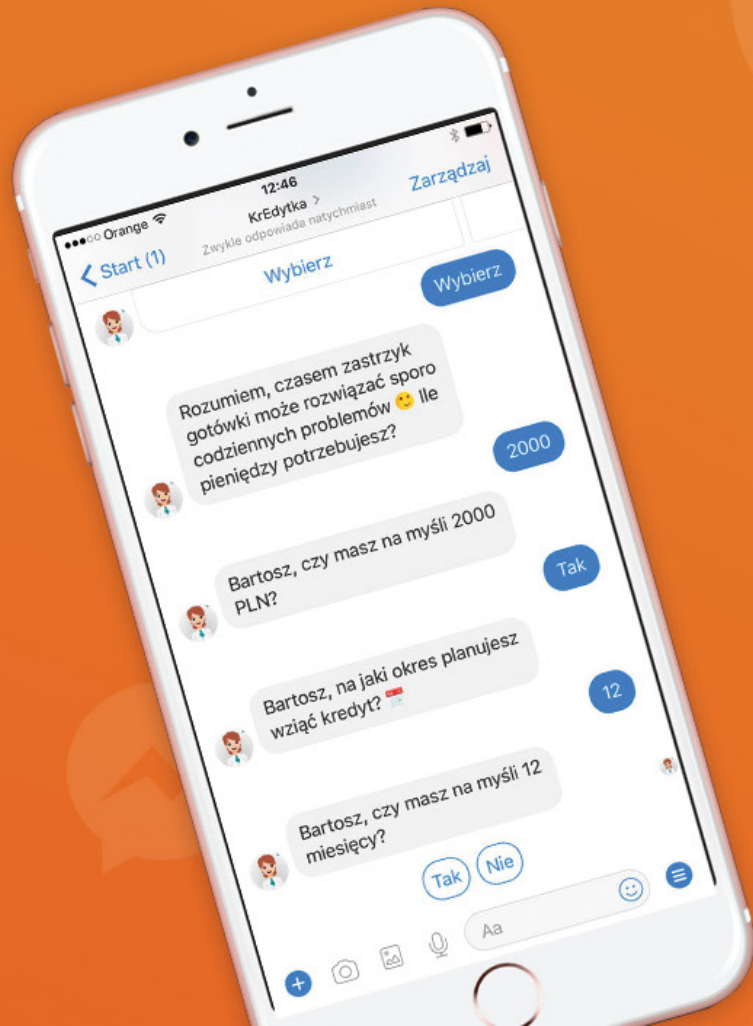 Orange
12:46
< Start (1)
KrEdytka >
Zarządzaj
Zwykle odpowiada natychmiast
Wybierz
Wybierz
Rozumiem, czasem zastrzyk
gotówki może rozwiązać sporo
codziennych problemów 🙂 Ile
pieniędzy potrzebujesz?
2000
Bartosz, czy masz na myśli 2000
PLN?
Tak
Bartosz, na jaki okres planujesz
wziąć kredyt? 📅
12
Bartosz, czy masz na myśli 12
miesięcy?
Tak
Nie
Aa